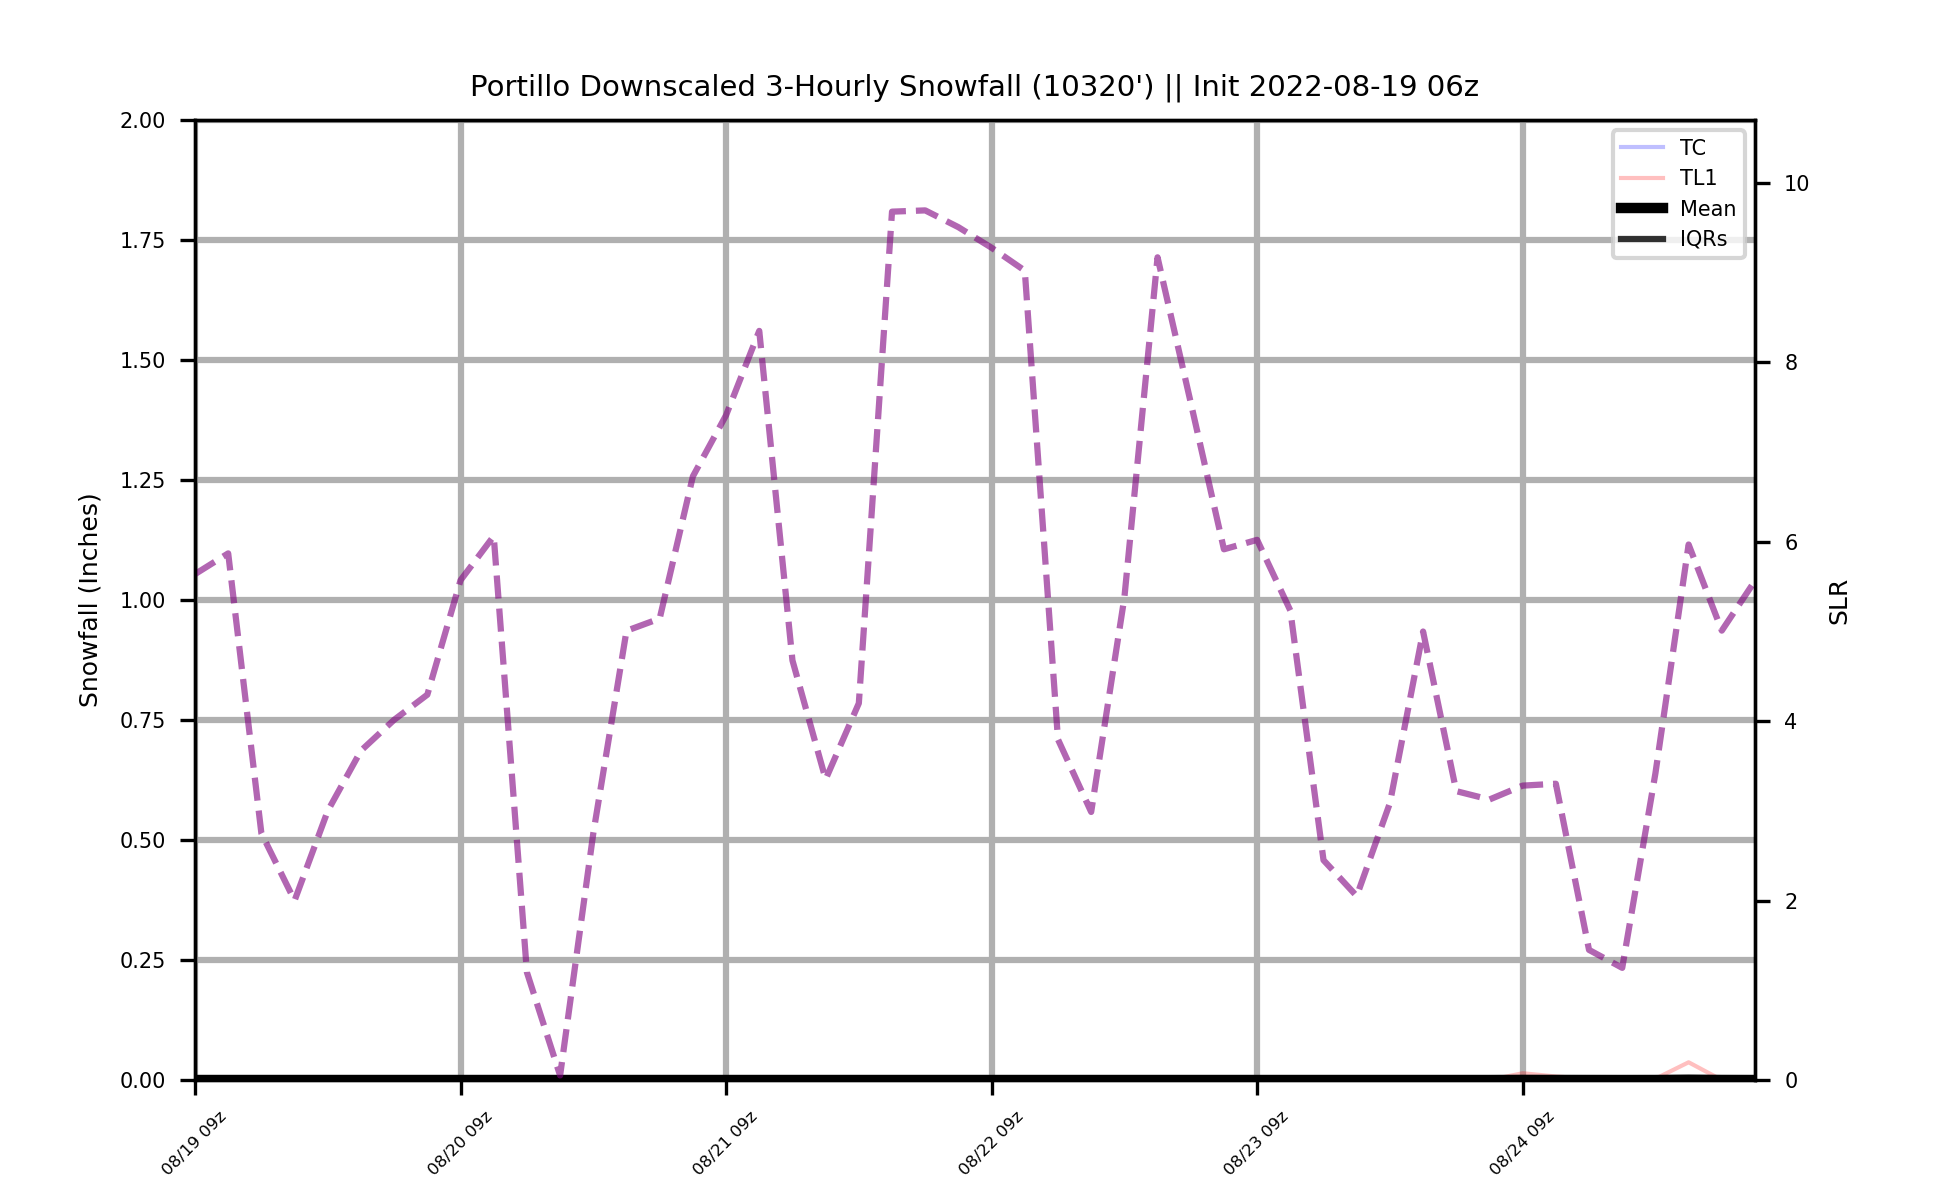 Portillo Downscaled 3-Hourly Snowfall (10320') || Init 2022-08-19 06z
2.00
1.75
1.50
1.25
1.00
0.75
0.50
0.25
0.00
Snowfall (Inches)
TC
TL1
Mean
IQRs
10
8
6
4
2
0
SLR
08/19 09z
08/20 09z
08/21 09z
08/22 09z
08/23 09z
08/24 09z